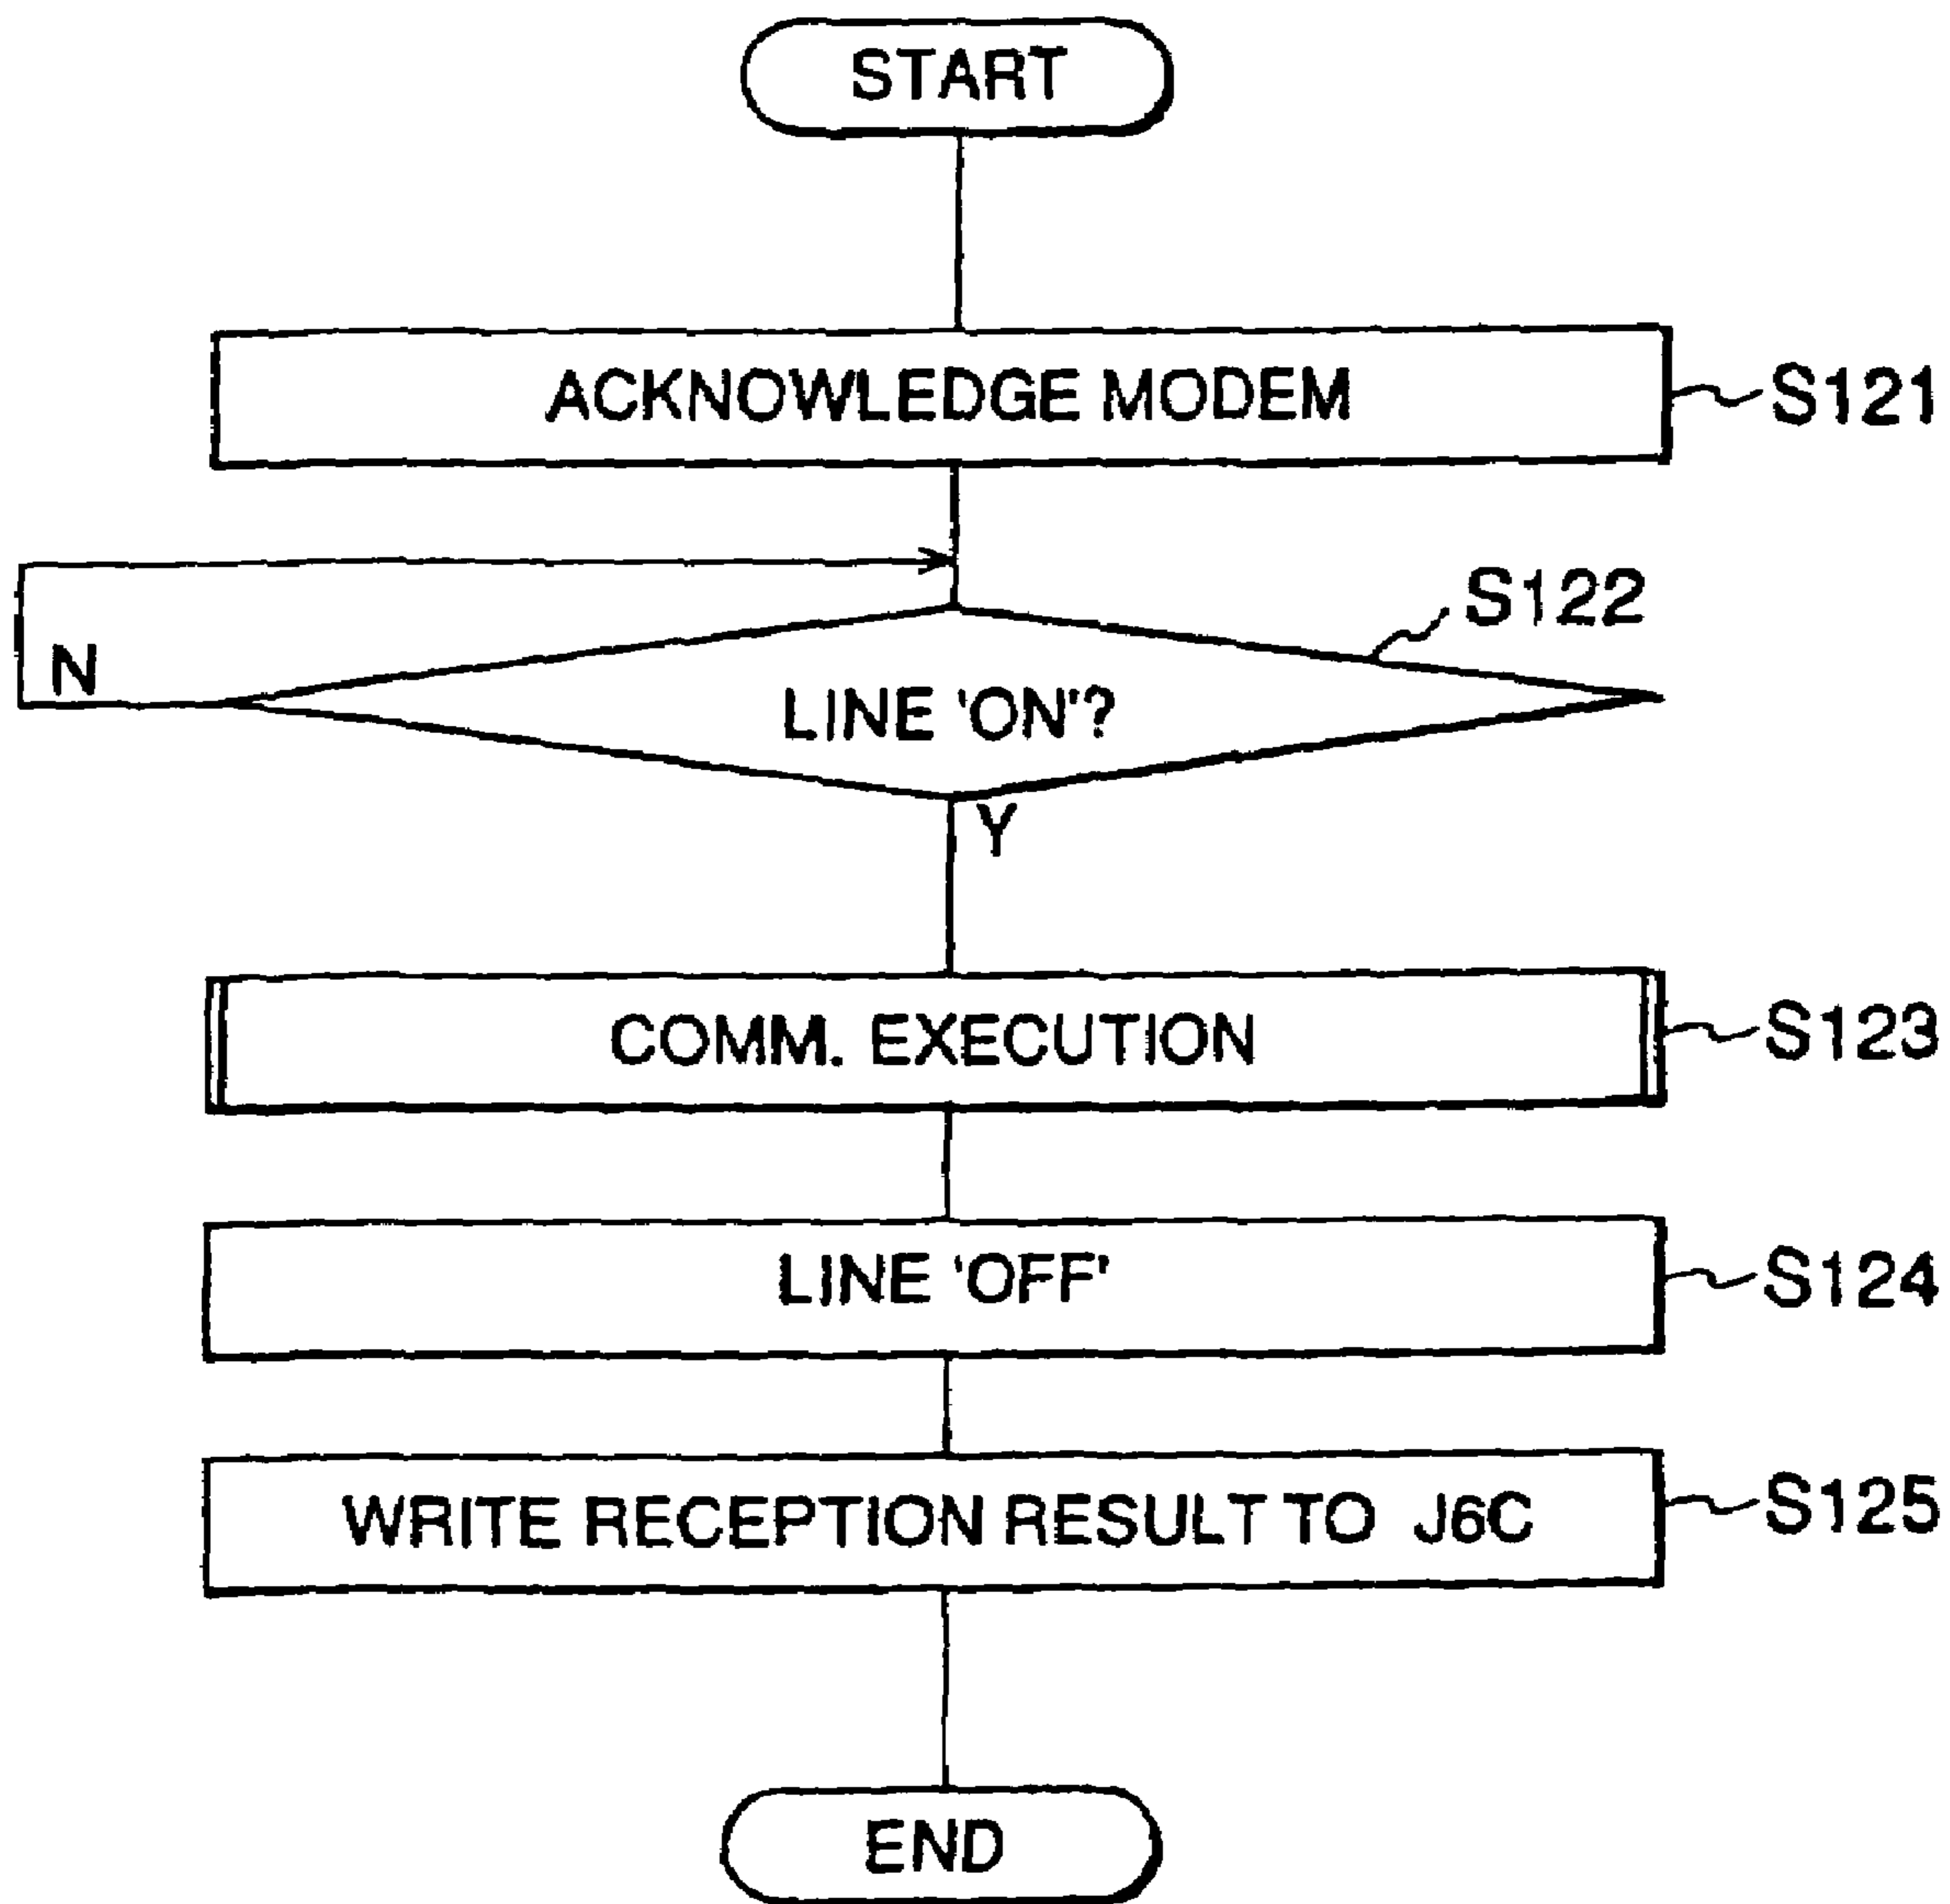 START
ACKNOWLEDGE MODEM
S121
S122
N
LINE 'ON'?
Y
COMM. EXECUTION
S123
LINE 'OFF'
S124
WRITE RECEPTION RESULT TO J6C
S125
END